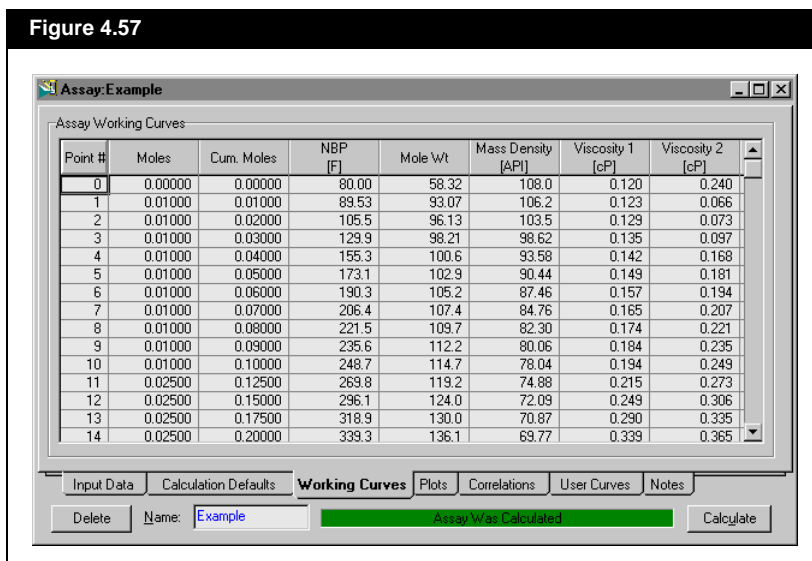 Figure 4.57
Assay:Example
Assay Working Curves
Point # Moles Cum. Moles NBP [F] Mole Wt Mass Density [API] Viscosity 1 [cP] Viscosity 2 [cP]
0 0.00000 0.00000 80.00 58.32 108.0 0.120 0.240
1 0.01000 0.01000 89.53 93.07 106.2 0.123 0.066
2 0.01000 0.02000 105.5 96.13 103.5 0.129 0.073
3 0.01000 0.03000 129.9 98.21 98.62 0.135 0.097
4 0.01000 0.04000 155.3 100.6 93.58 0.142 0.168
5 0.01000 0.05000 173.1 102.9 90.44 0.149 0.181
6 0.01000 0.06000 190.3 105.2 87.46 0.157 0.194
7 0.01000 0.07000 206.4 107.4 84.76 0.165 0.207
8 0.01000 0.08000 221.5 109.7 82.30 0.174 0.221
9 0.01000 0.09000 235.6 112.2 80.06 0.184 0.235
10 0.01000 0.10000 248.7 114.7 78.04 0.194 0.249
11 0.02500 0.12500 269.8 119.2 74.88 0.215 0.273
12 0.02500 0.15000 296.1 124.0 72.09 0.249 0.306
13 0.02500 0.17500 318.9 130.0 70.87 0.290 0.335
14 0.02500 0.20000 339.3 136.1 69.77 0.339 0.365
Input Data Calculation Defaults Working Curves Plots Correlations User Curves Notes
Delete Name: Example Assay Was Calculated Calculate